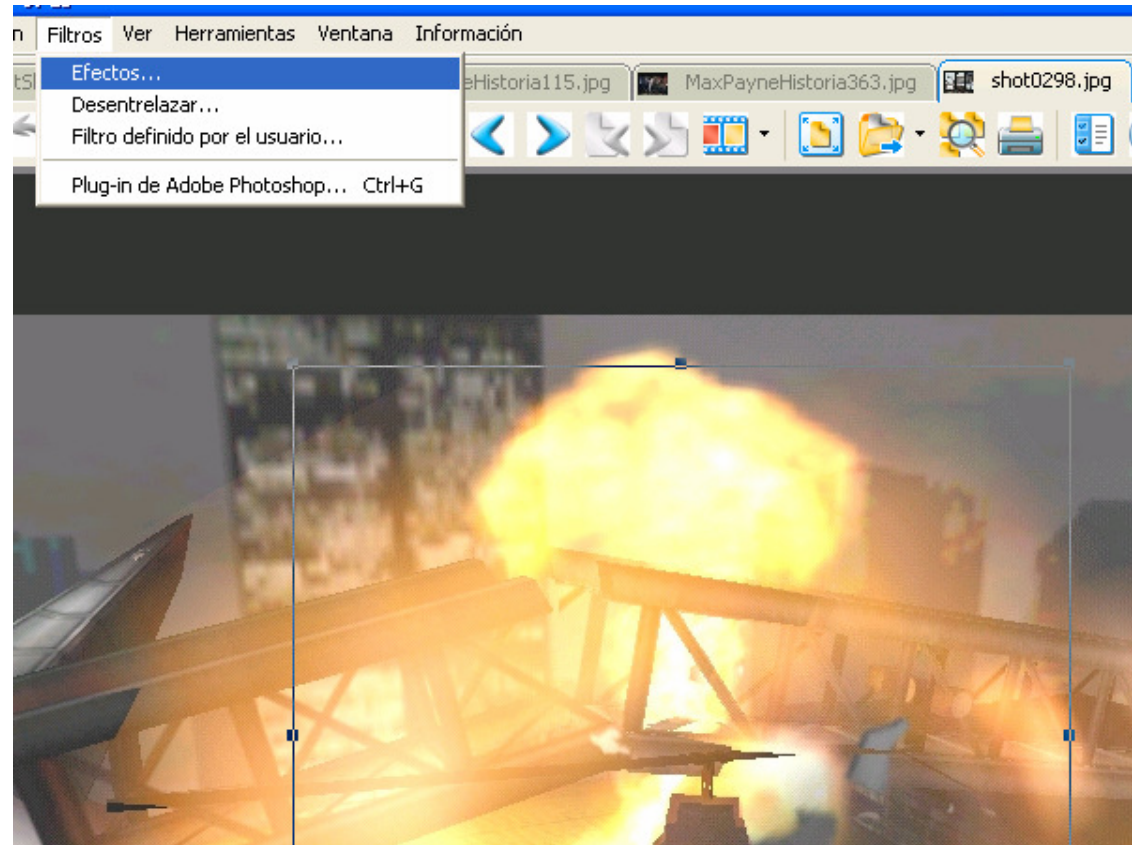 n Filtros Ver Herramientas Ventana Información
Efectos...
Desentrelazar...
Filtro definido por el usuario...
Plug-in de Adobe Photoshop... Ctrl+G
eHistoria115.jpg MaxPayneHistoria363.jpg shot0298.jpg